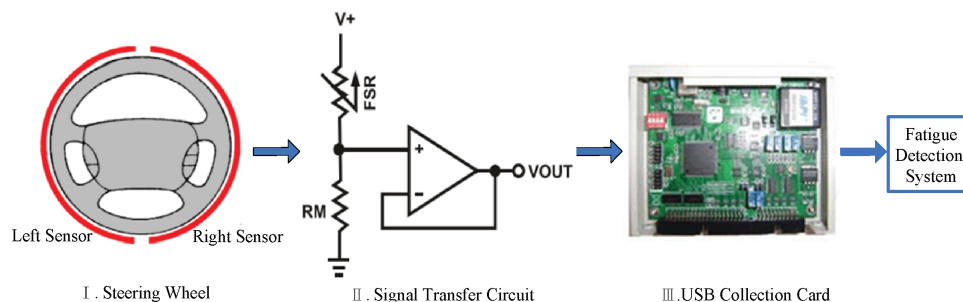 V+
FSR
+
-
VOUT
RM
Left Sensor
Right Sensor
Fatigue
Detection
System
Ⅰ. Steering Wheel
Ⅱ. Signal Transfer Circuit
Ⅲ.USB Collection Card